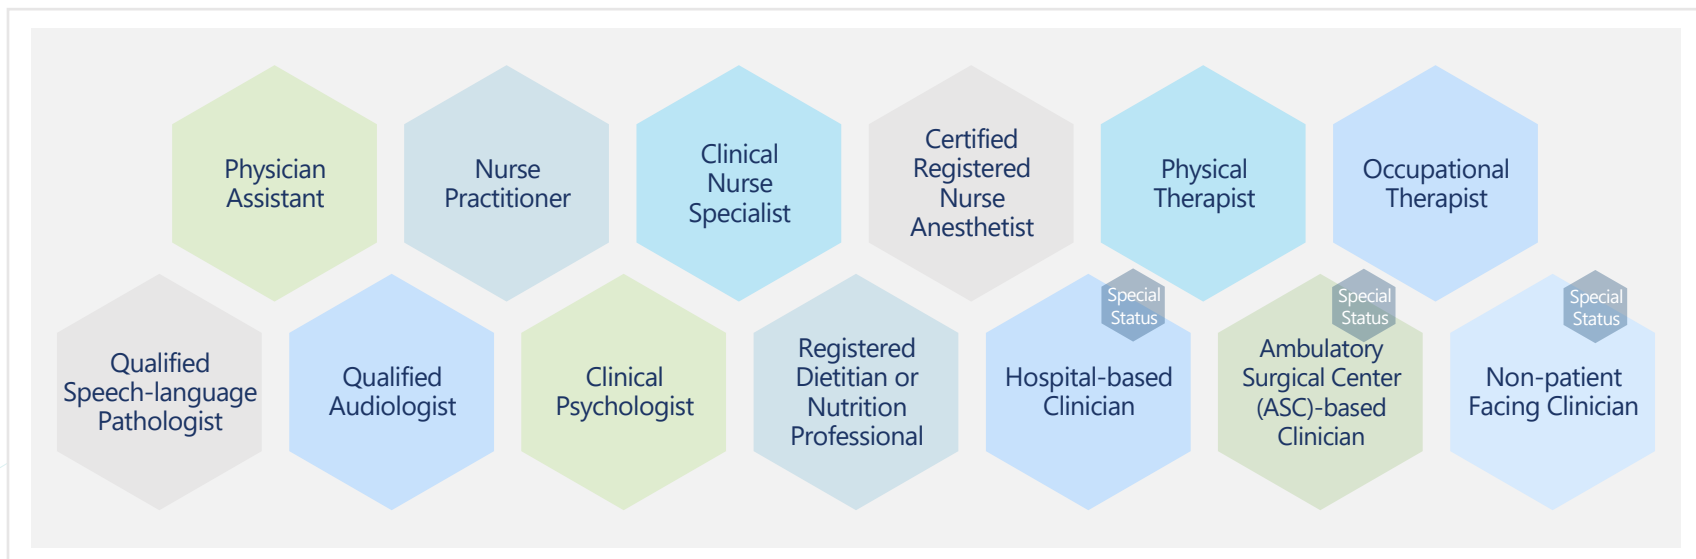 Physician
Assistant
Nurse
Practitioner
Clinical
Nurse
Specialist
Certified
Registered
Nurse
Anesthetist
Physical
Therapist
Occupational
Therapist
Qualified
Speech-language
Pathologist
Qualified
Audiologist
Clinical
Psychologist
Registered
Dietitian or
Nutrition
Professional
Special
Status
Hospital-based
Clinician
Special
Status
Ambulatory
Surgical Center
(ASC)-based
Clinician
Special
Status
Non-patient
Facing Clinician